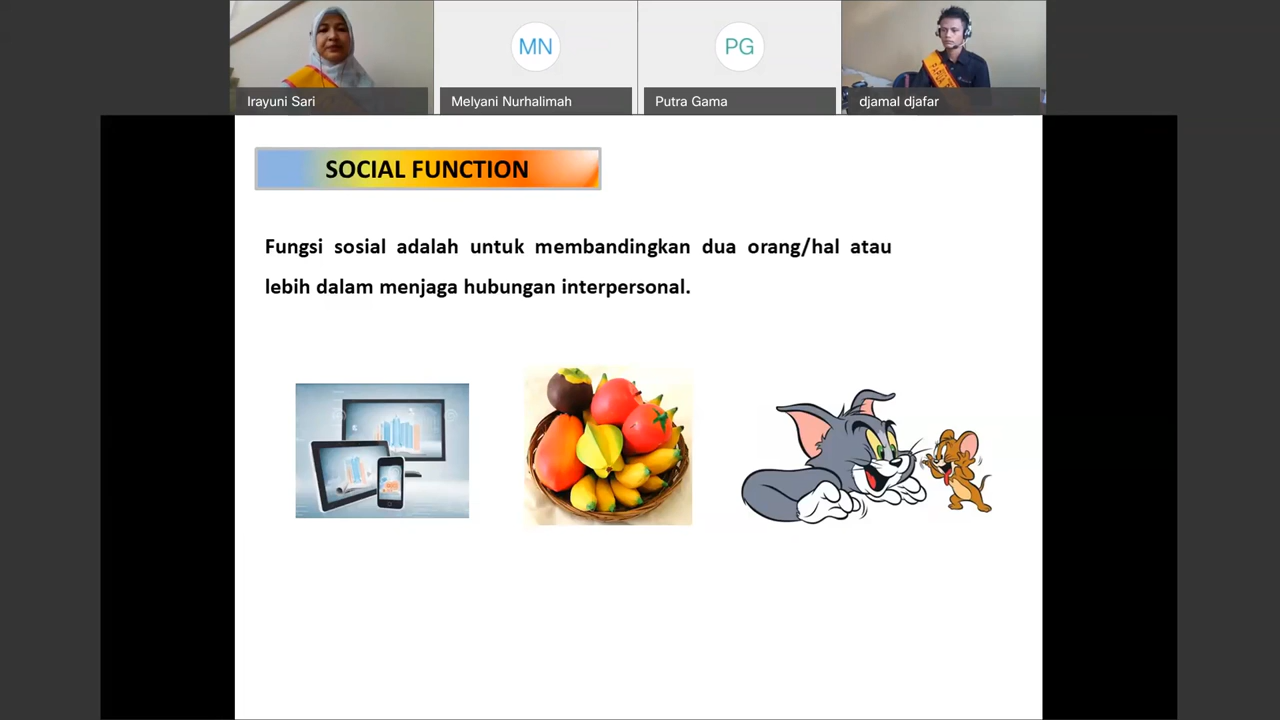 Irayuni Sari
MN
Melyani Nurhalimah
PG
Putra Gama
djamal djafar
SOCIAL FUNCTION
Fungsi sosial adalah untuk membandingkan dua orang/hal atau
lebih dalam menjaga hubungan interpersonal.